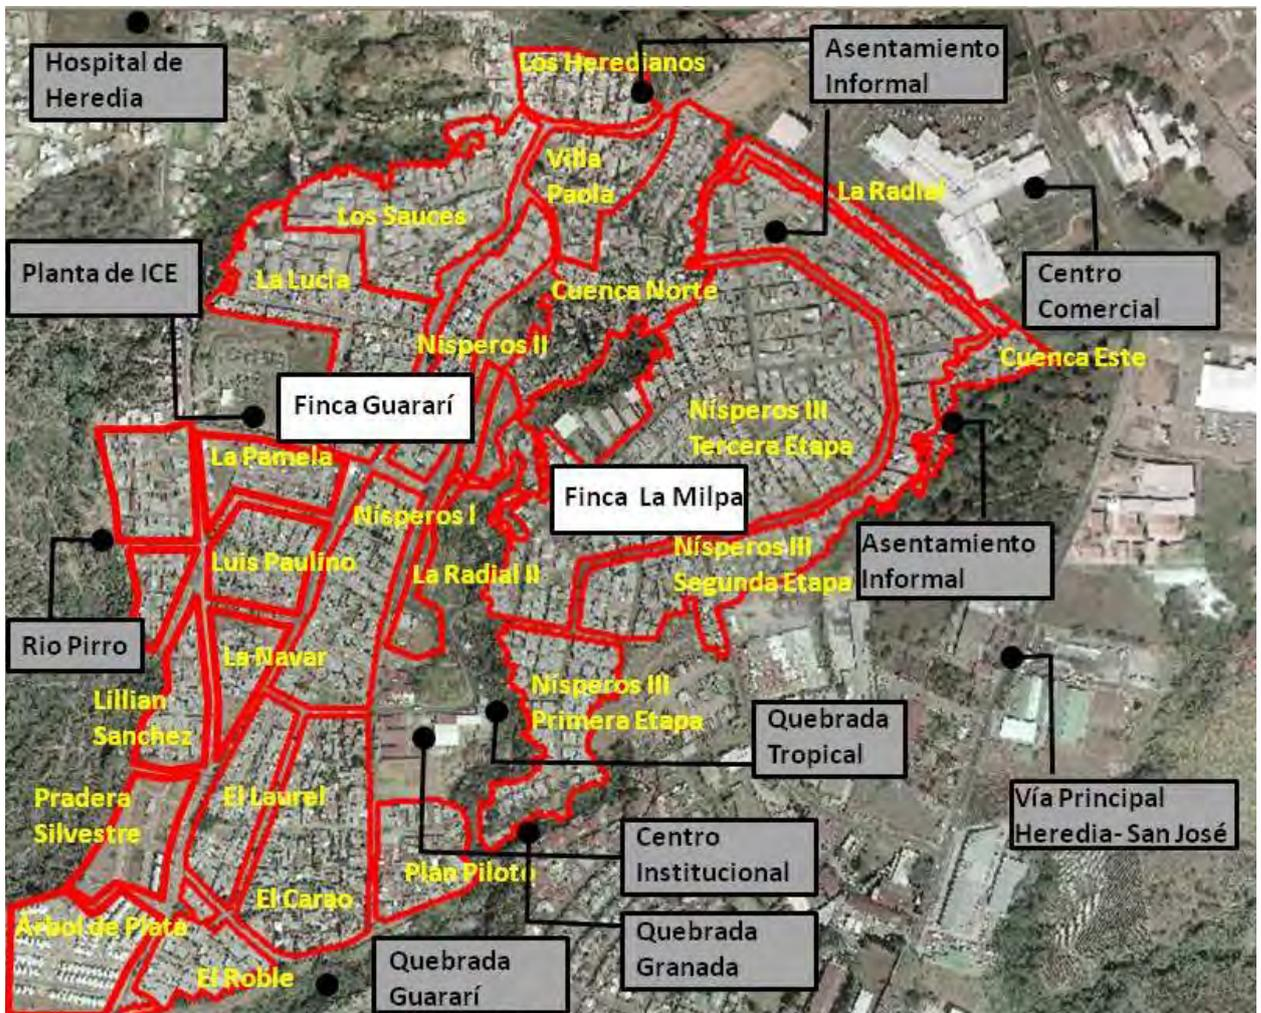 Hospital de
Heredia
Los Heredianos
Asentamiento
Informal
Villa
Paola
La Radial
Los Sauces
Planta de ICE
La Lucía
Cuenca Norte
Centro
Comercial
Nísperos II
Cuenca Este
Finca Guararí
Nísperos III
Tercera Etapa
La Pamela
Finca La Milpa
Nísperos I
Luis Paulino
La Radial II
Nísperos III
Segunda Etapa
Asentamiento
Informal
Rio Pirro
La Navar
Lillian
Sanchez
Nísperos III
Primera Etapa
Quebrada
Tropical
Pradera
Silvestre
El Laurel
Vía Principal
Heredia- San José
Centro
Institucional
Plan Piloto
El Carao
Árbol de Plata
Quebrada
Granada
El Roble
Quebrada
Guararí